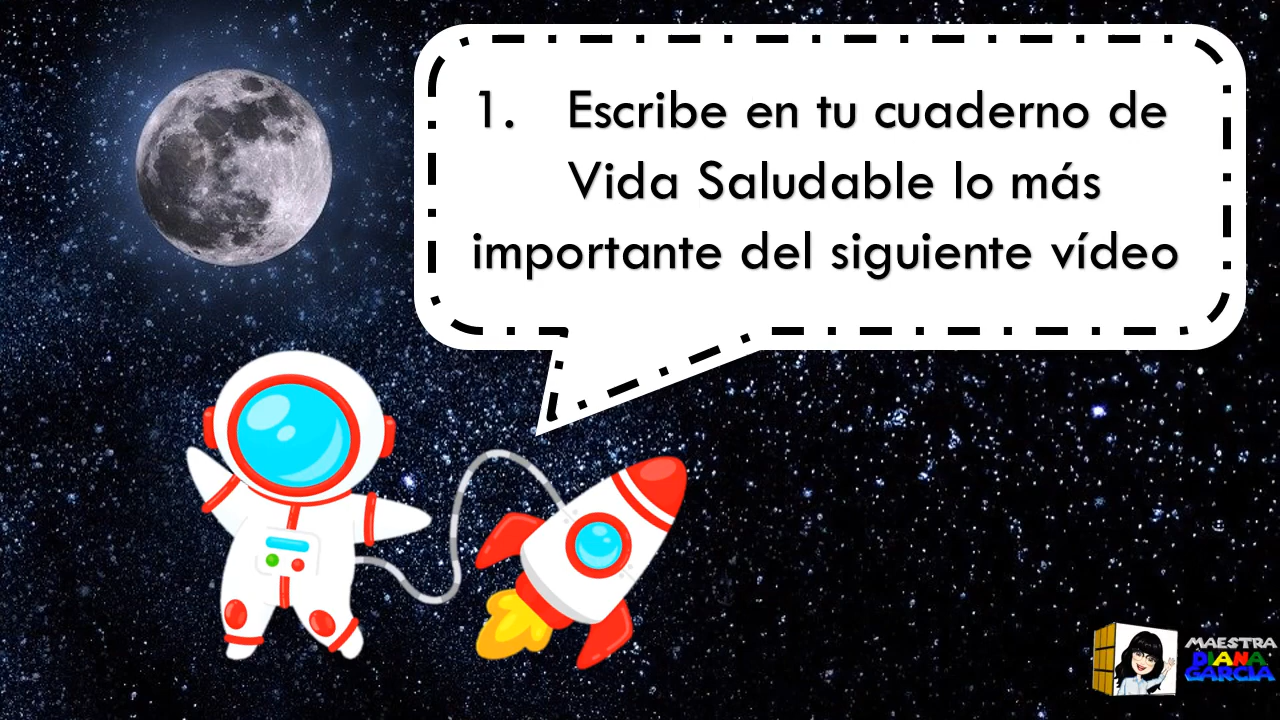 1. Escribe en tu cuaderno de
Vida Saludable lo más
importante del siguiente vídeo
MAESTRA
DIANA
GARCIA